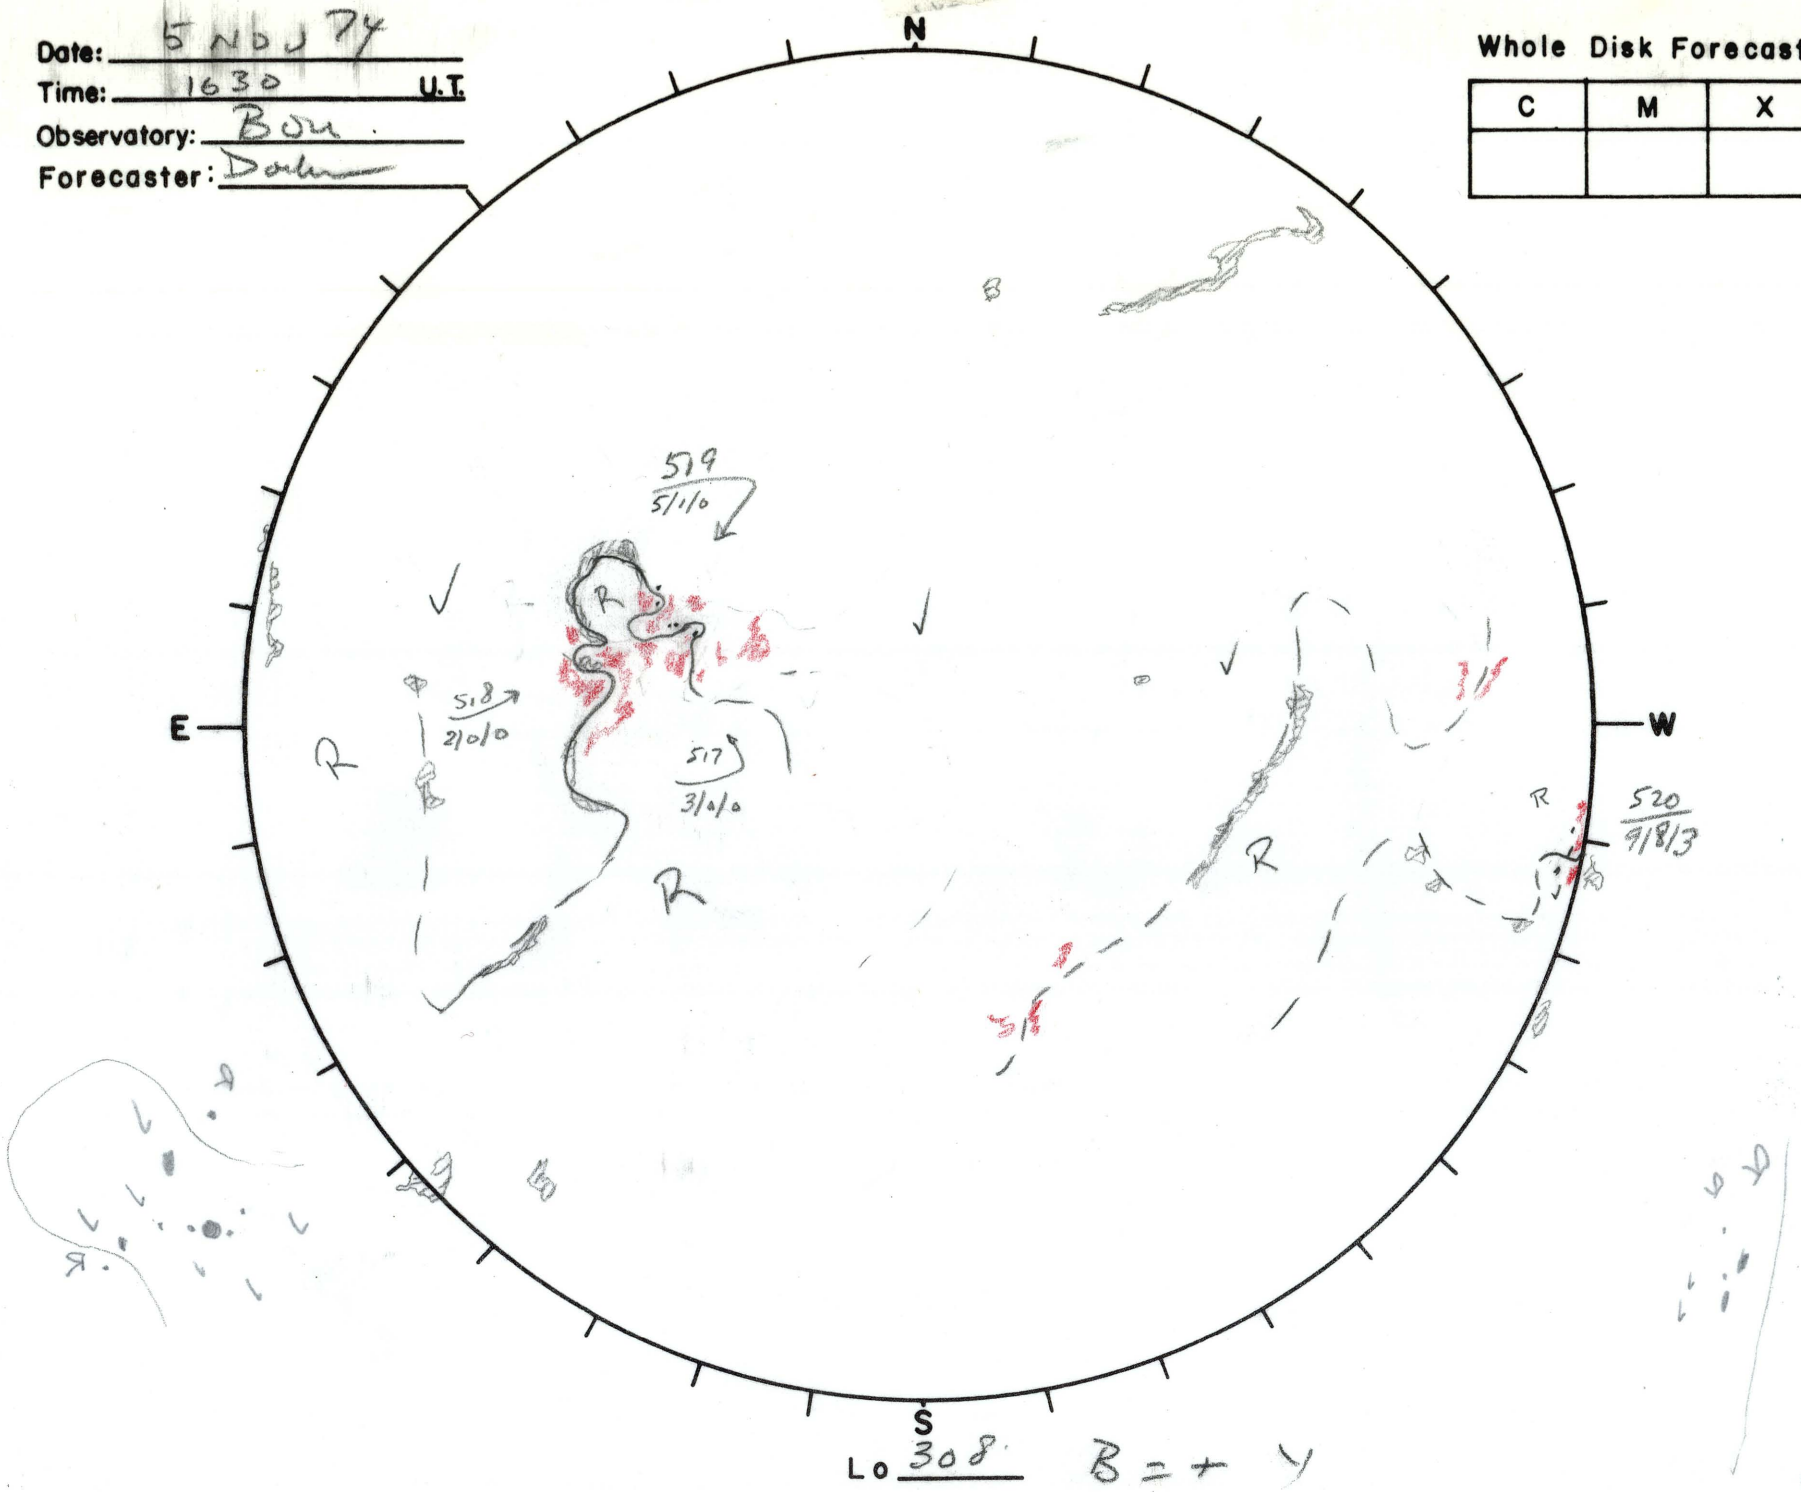 Date: 5 NOV 74
Time: 1630 U.T.
Observatory: Bou.
Forecaster:
Whole Disk Forecast
C M X
N
B
519
5/1/0
R
518
2/0/0
E
R
517
3/0/0
W
R
520
9/8/3
R
R
S
Lo 308 B = + 4